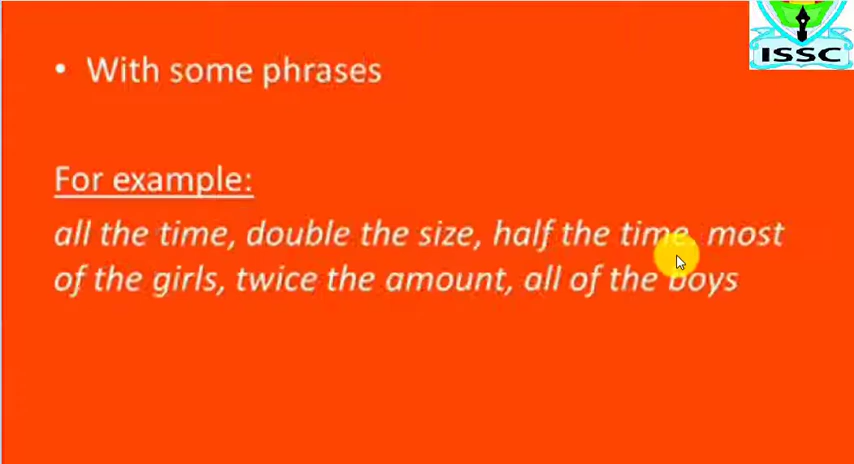 ISSC
• With some phrases
For example:
all the time, double the size, half the time, most
of the girls, twice the amount, all of the boys